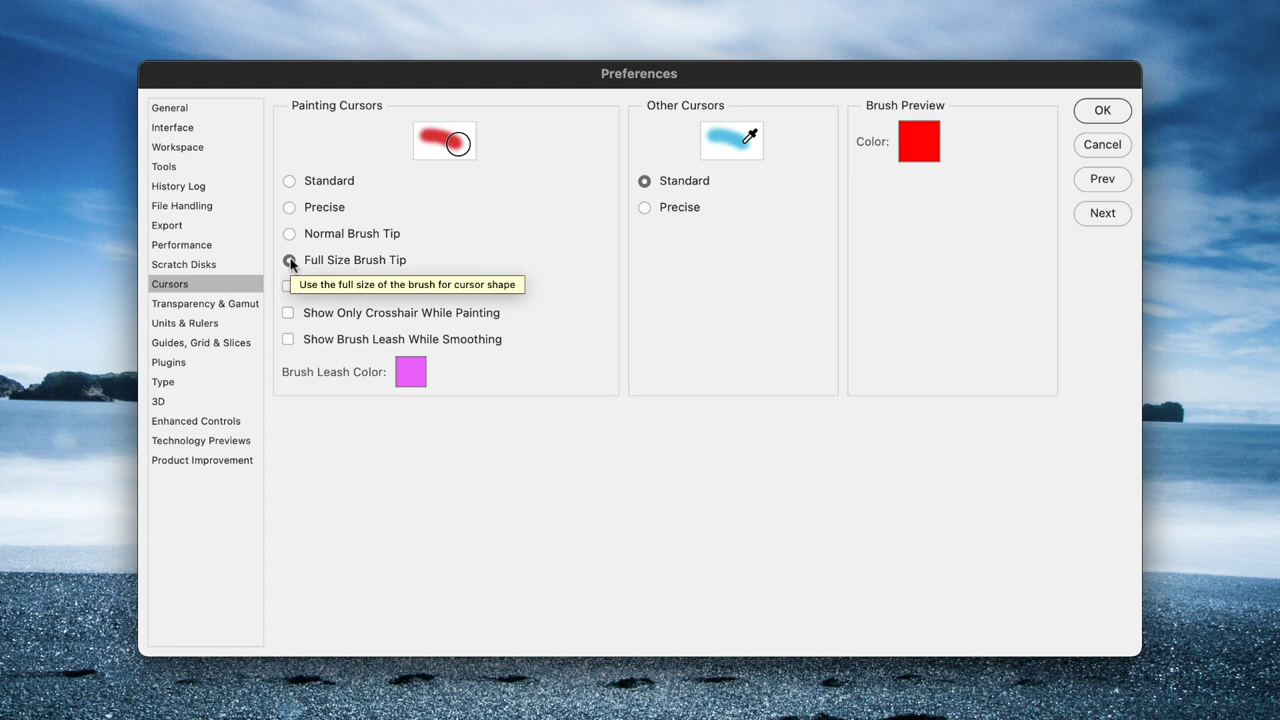 Preferences
General
Interface
Workspace
Tools
History Log
File Handling
Export
Performance
Scratch Disks
Cursors
Transparency & Gamut
Units & Rulers
Guides, Grid & Slices
Plugins
Type
3D
Enhanced Controls
Technology Previews
Product Improvement
Painting Cursors
Standard
Precise
Normal Brush Tip
Full Size Brush Tip
Use the full size of the brush for cursor shape
Show Only Crosshair While Painting
Show Brush Leash While Smoothing
Brush Leash Color:
Other Cursors
Standard
Precise
Brush Preview
Color:
OK
Cancel
Prev
Next